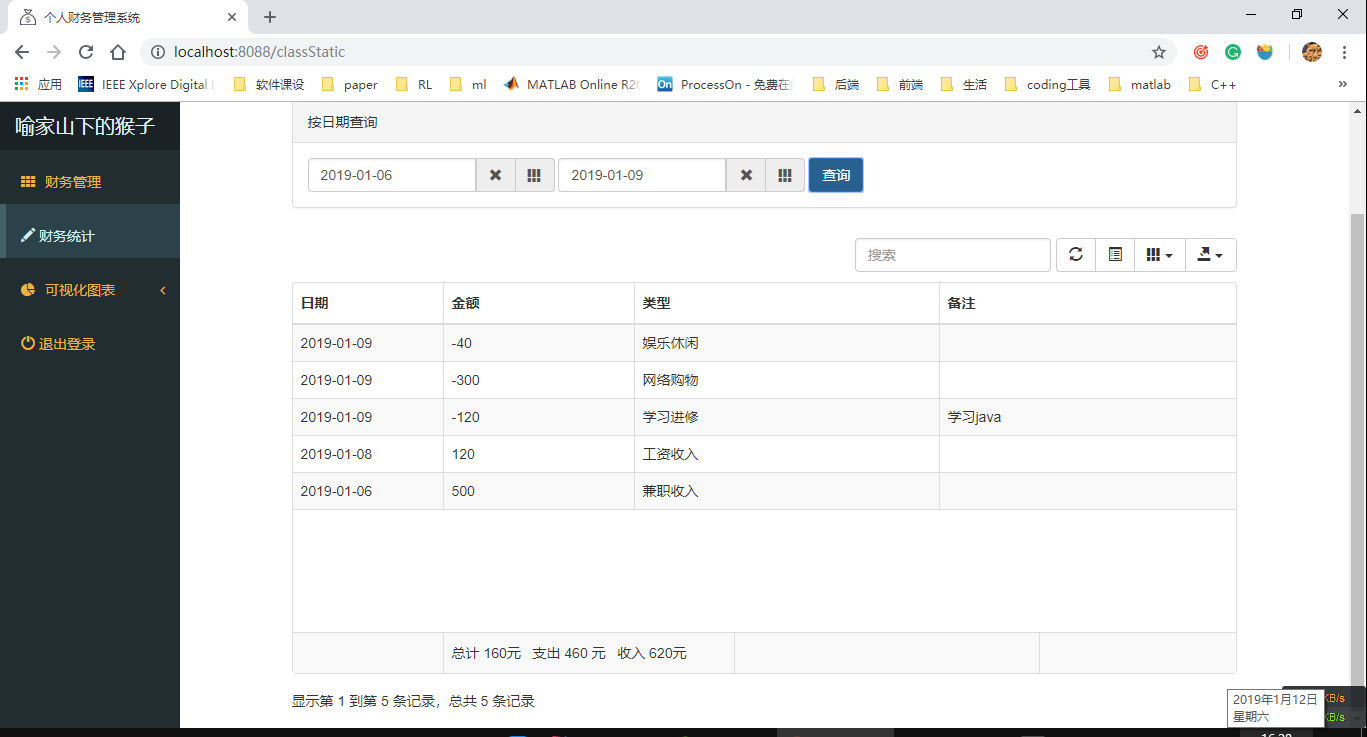 个人财务管理系统
localhost:8088/classStatic
应用 IEEE Xplore Digital 软件课设 paper RL ml MATLAB Online R20 ProcessOn - 免费在 后端 前端 生活 coding工具 matlab C++ »
喻家山下的猴子
财务管理
财务统计
可视化图表
退出登录
按日期查询
2019-01-06 2019-01-09 查询
搜索
日期 金额 类型 备注
2019-01-09 -40 娱乐休闲
2019-01-09 -300 网络购物
2019-01-09 -120 学习进修 学习java
2019-01-08 120 工资收入
2019-01-06 500 兼职收入
总计 160元 支出 460 元 收入 620元
显示第 1 到第 5 条记录，总共 5 条记录
2019年1月12日 KB/s
星期六 KB/s